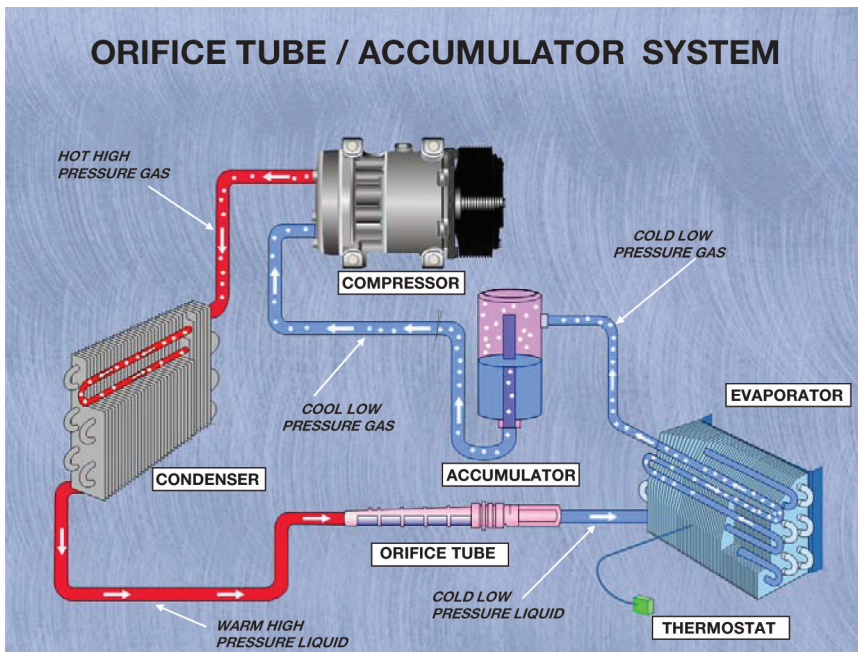 ORIFICE TUBE / ACCUMULATOR SYSTEM
HOT HIGH
PRESSURE GAS
COLD LOW
PRESSURE GAS
COMPRESSOR
EVAPORATOR
COOL LOW
PRESSURE GAS
ACCUMULATOR
CONDENSER
ORIFICE TUBE
COLD LOW
PRESSURE LIQUID
WARM HIGH
PRESSURE LIQUID
THERMOSTAT